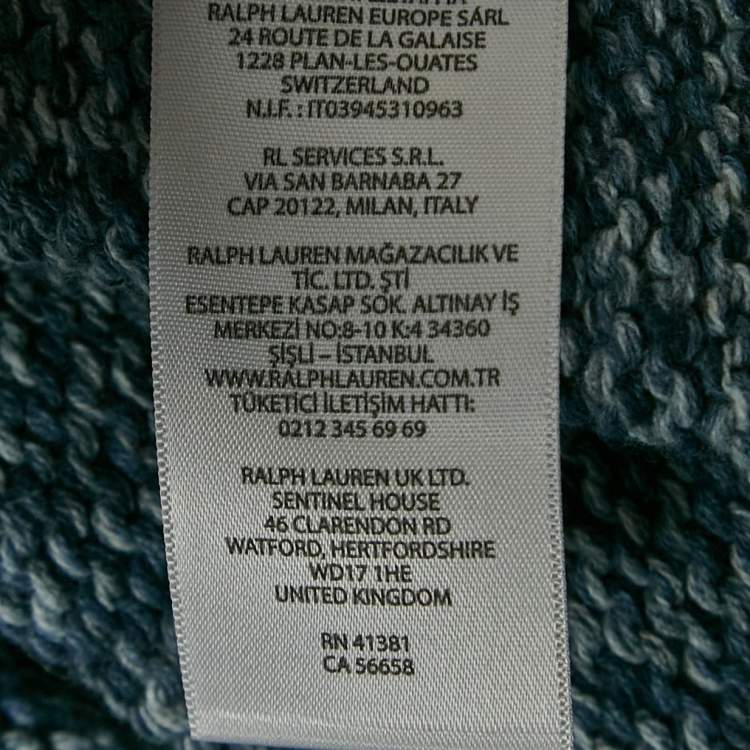 RALPH LAUREN EUROPE SÁRL
24 ROUTE DE LA GALAISE
1228 PLAN-LES-OUATES
SWITZERLAND
N.I.F. : IT03945310963
RL SERVICES S.R.L.
VIA SAN BARNABA 27
CAP 20122, MILAN, ITALY
RALPH LAUREN MAĞAZACILIK VE
TİC. LTD. ŞTİ
ESENTEPE KASAP SOK. ALTINAY İŞ
MERKEZİ NO:8-10 K:4 34360
ŞİŞLİ – İSTANBUL
WWW.RALPHLAUREN.COM.TR
TÜKETİCİ İLETİŞİM HATTI:
0212 345 69 69
RALPH LAUREN UK LTD.
SENTINEL HOUSE
46 CLARENDON RD
WATFORD, HERTFORDSHIRE
WD17 1HE
UNITED KINGDOM
RN 41381
CA 56658